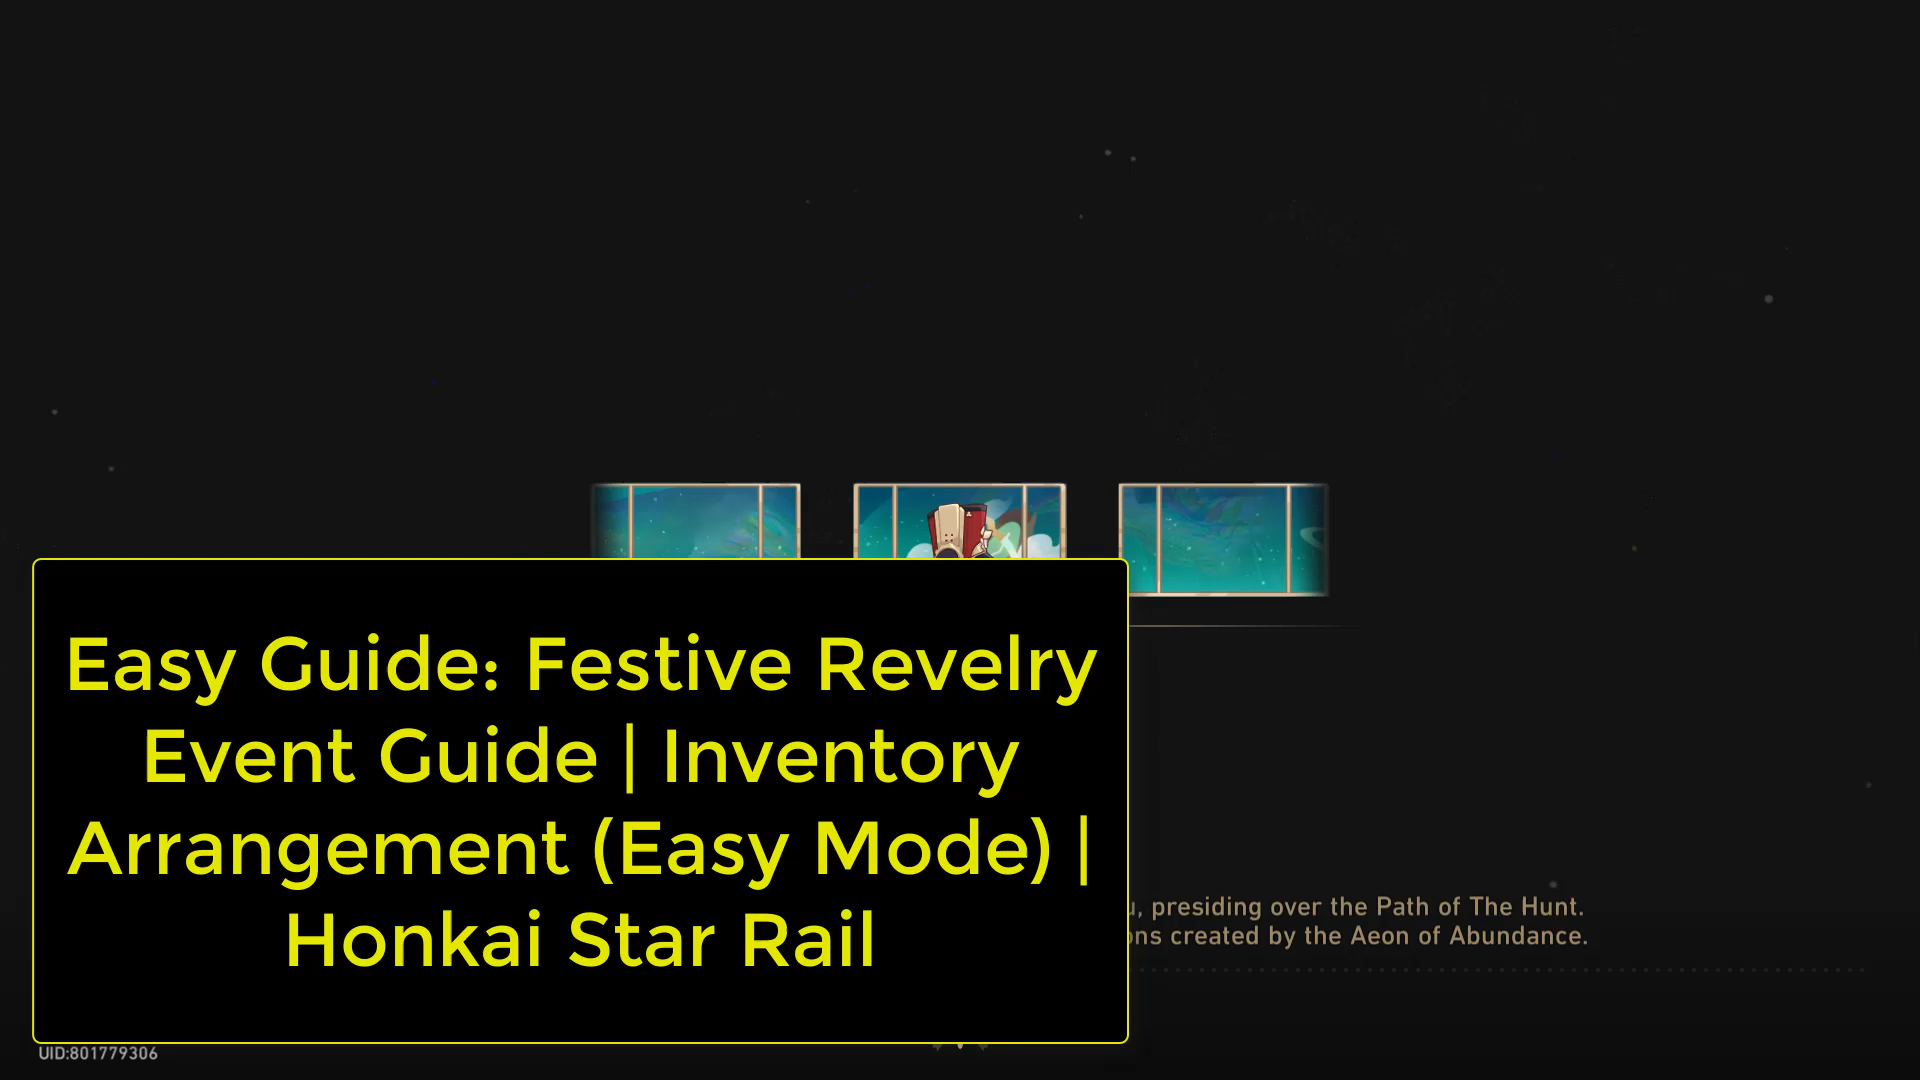 Easy Guide: Festive Revelry
Event Guide | Inventory
Arrangement (Easy Mode) |
Honkai Star Rail
, presiding over the Path of The Hunt.
created by the Aeon of Abundance.
UID:801779306